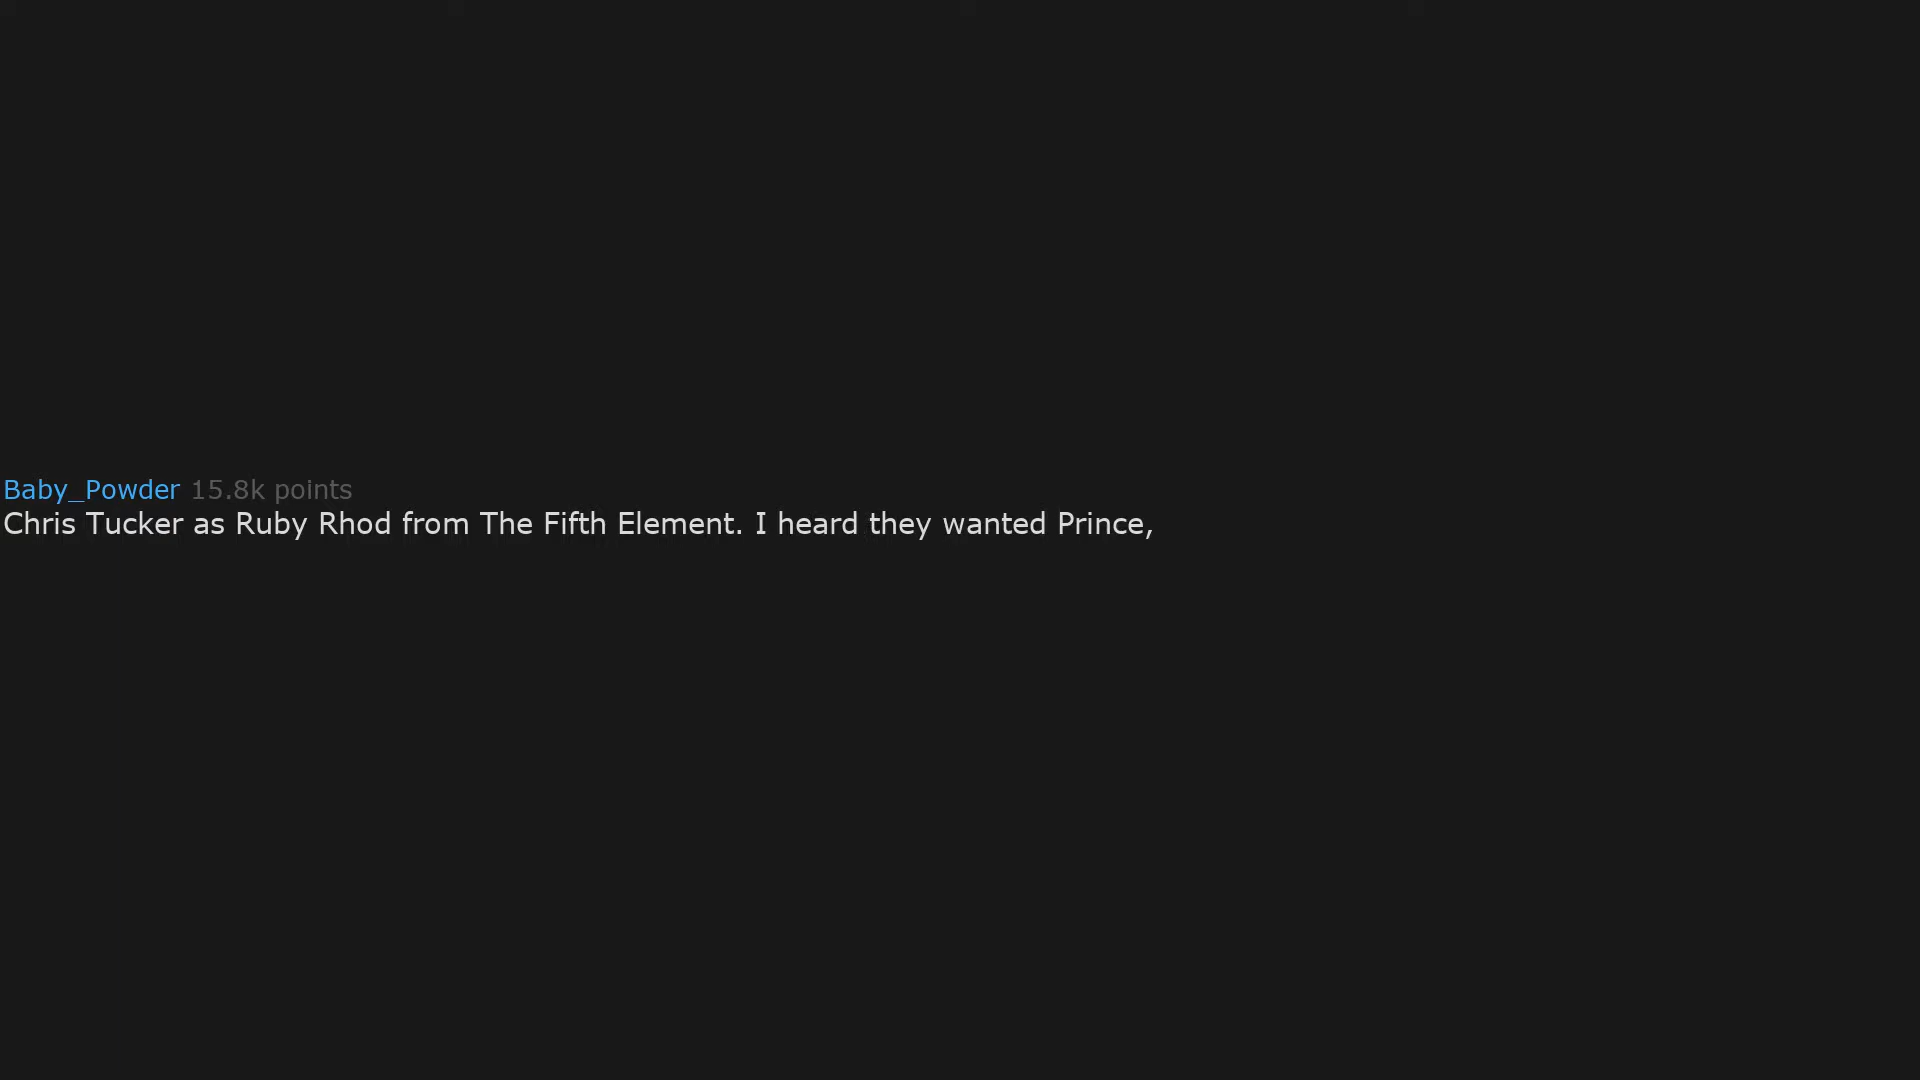 Baby_Powder 15.8k points
Chris Tucker as Ruby Rhod from The Fifth Element. I heard they wanted Prince,